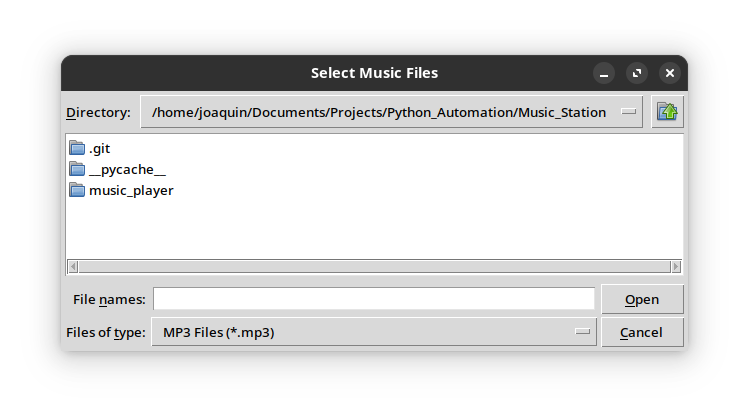 Select Music Files
Directory: /home/joaquin/Documents/Projects/Python_Automation/Music_Station
.git
__pycache__
music_player
File names: Open
Files of type: MP3 Files (*.mp3) Cancel